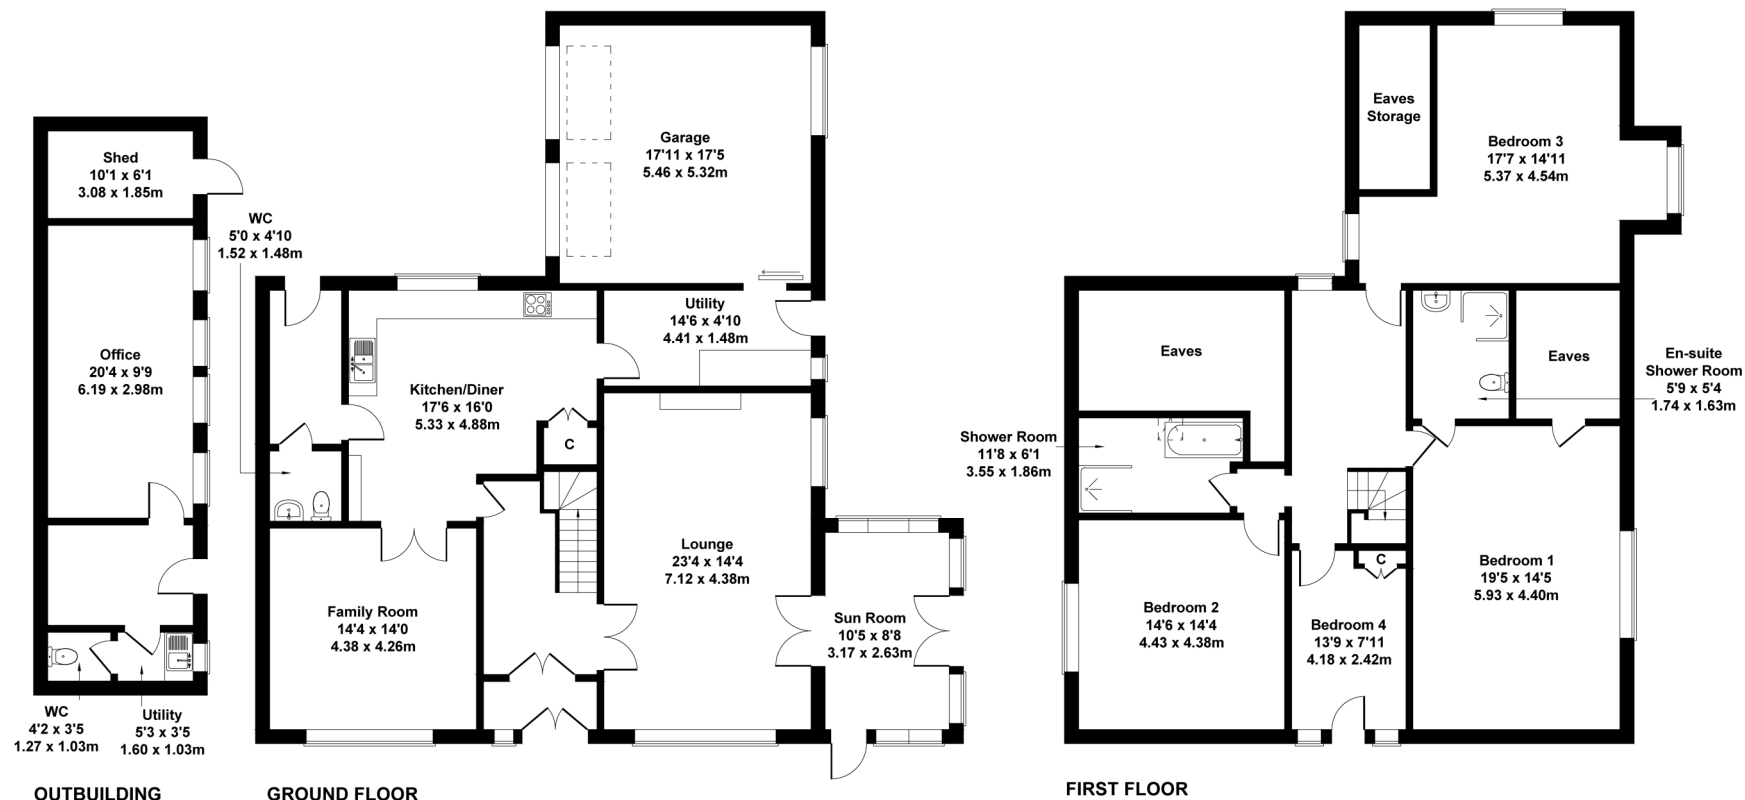 Shed
10'1 x 6'1
3.08 x 1.85m
Office
20'4 x 9'9
6.19 x 2.98m
WC
4'2 x 3'5
1.27 x 1.03m
Utility
5'3 x 3'5
1.60 x 1.03m
OUTBUILDING
WC
5'0 x 4'10
1.52 x 1.48m
Garage
17'11 x 17'5
5.46 x 5.32m
Utility
14'6 x 4'10
4.41 x 1.48m
Kitchen/Diner
17'6 x 16'0
5.33 x 4.88m
C
Lounge
23'4 x 14'4
7.12 x 4.38m
Family Room
14'4 x 14'0
4.38 x 4.26m
Sun Room
10'5 x 8'8
3.17 x 2.63m
GROUND FLOOR
Eaves
Storage
Bedroom 3
17'7 x 14'11
5.37 x 4.54m
Eaves
Eaves
En-suite
Shower Room
5'9 x 5'4
1.74 x 1.63m
Shower Room
11'8 x 6'1
3.55 x 1.86m
C
Bedroom 1
19'5 x 14'5
5.93 x 4.40m
Bedroom 2
14'6 x 14'4
4.43 x 4.38m
Bedroom 4
13'9 x 7'11
4.18 x 2.42m
FIRST FLOOR